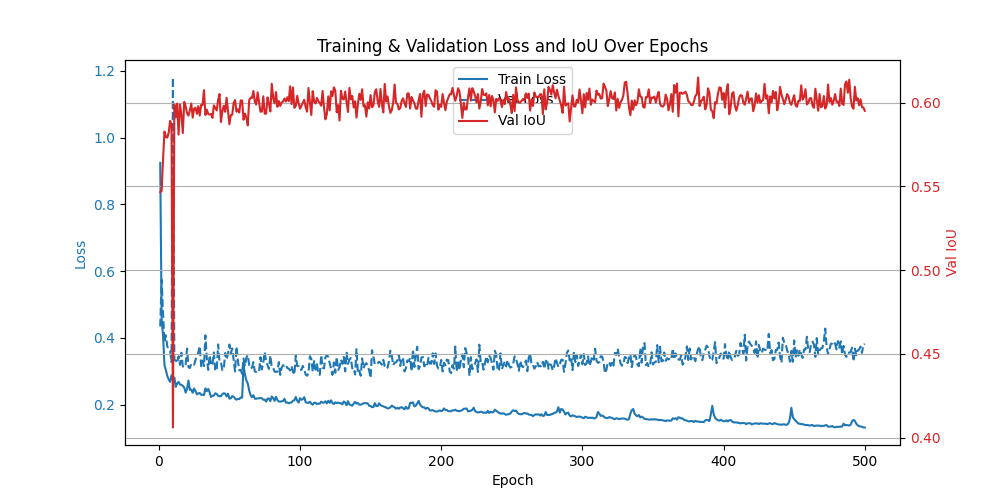 Training & Validation Loss and IoU Over Epochs
Train Loss
Val Loss
Val IoU
1.2
1.0
0.8
0.6
0.4
0.2
Loss
0.60
0.55
0.50
0.45
0.40
Val IoU
0
100
200
300
400
500
Epoch